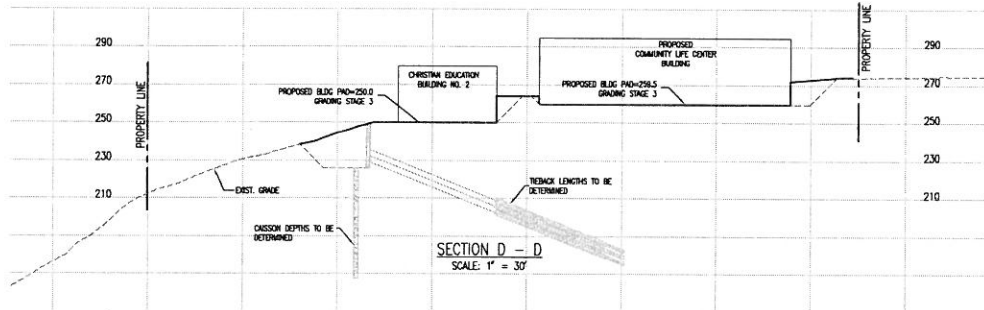 290
270
250
230
210
PROPERTY LINE
PROPOSED BLDG PAD=250.0
GRADING STAGE 3
CHRISTIAN EDUCATION
BUILDING NO. 2
PROPOSED
COMMUNITY LIFE CENTER
BUILDING
PROPOSED BLDG PAD=259.5
GRADING STAGE 3
PROPERTY LINE
290
270
250
230
210
EXIST. GRADE
TIEBACK LENGTHS TO BE
DETERMINED
CAISSON DEPTHS TO BE
DETERMINED
SECTION D - D
SCALE: 1" = 30'